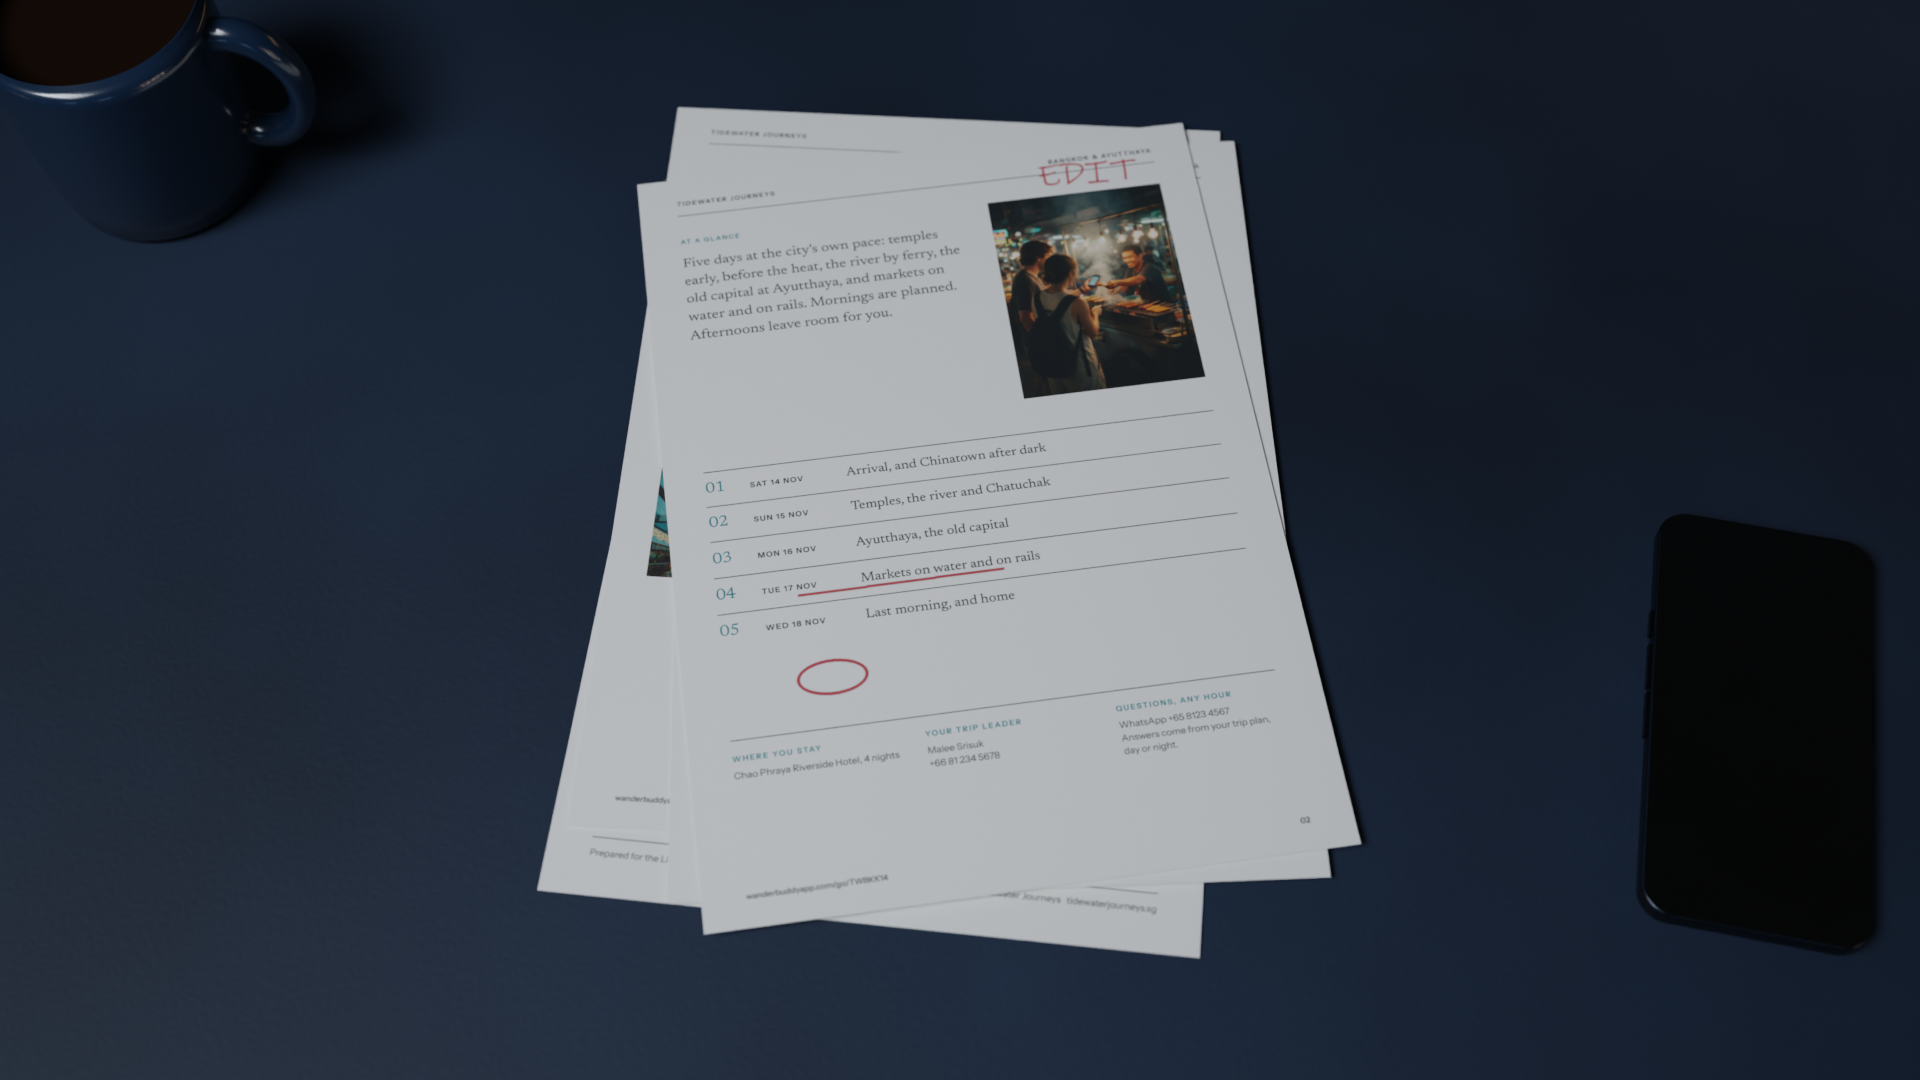 TIDEWATER JOURNEYS
BANGKOK & AYUTTHAYA
EDIT
TIDEWATER JOURNEYS
AT A GLANCE
Five days at the city's own pace: temples
early, before the heat, the river by ferry, the
old capital at Ayutthaya, and markets on
water and on rails. Mornings are planned.
Afternoons leave room for you.
01 SAT 14 NOV Arrival, and Chinatown after dark
02 SUN 15 NOV Temples, the river and Chatuchak
03 MON 16 NOV Ayutthaya, the old capital
04 TUE 17 NOV Markets on water and on rails
05 WED 18 NOV Last morning, and home
WHERE YOU STAY
Chao Phraya Riverside Hotel, 4 nights
YOUR TRIP LEADER
Malee Srisuk
+66 81 234 5678
QUESTIONS, ANY HOUR
WhatsApp +65 8123 4567
Answers come from your trip plan,
day or night.
02
wanderbuddyapp.com/go/TWBKK14
wanderbuddya
Prepared for the
Journeys tidewaterjourneys.sg